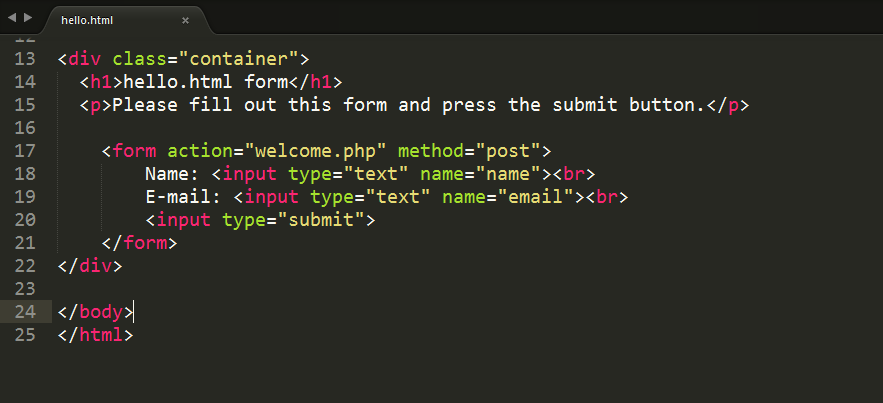 hello.html ×
12
13 <div class="container">
14 <h1>hello.html form</h1>
15 <p>Please fill out this form and press the submit button.</p>
16
17 <form action="welcome.php" method="post">
18 Name: <input type="text" name="name"><br>
19 E-mail: <input type="text" name="email"><br>
20 <input type="submit">
21 </form>
22 </div>
23
24 </body>
25 </html>